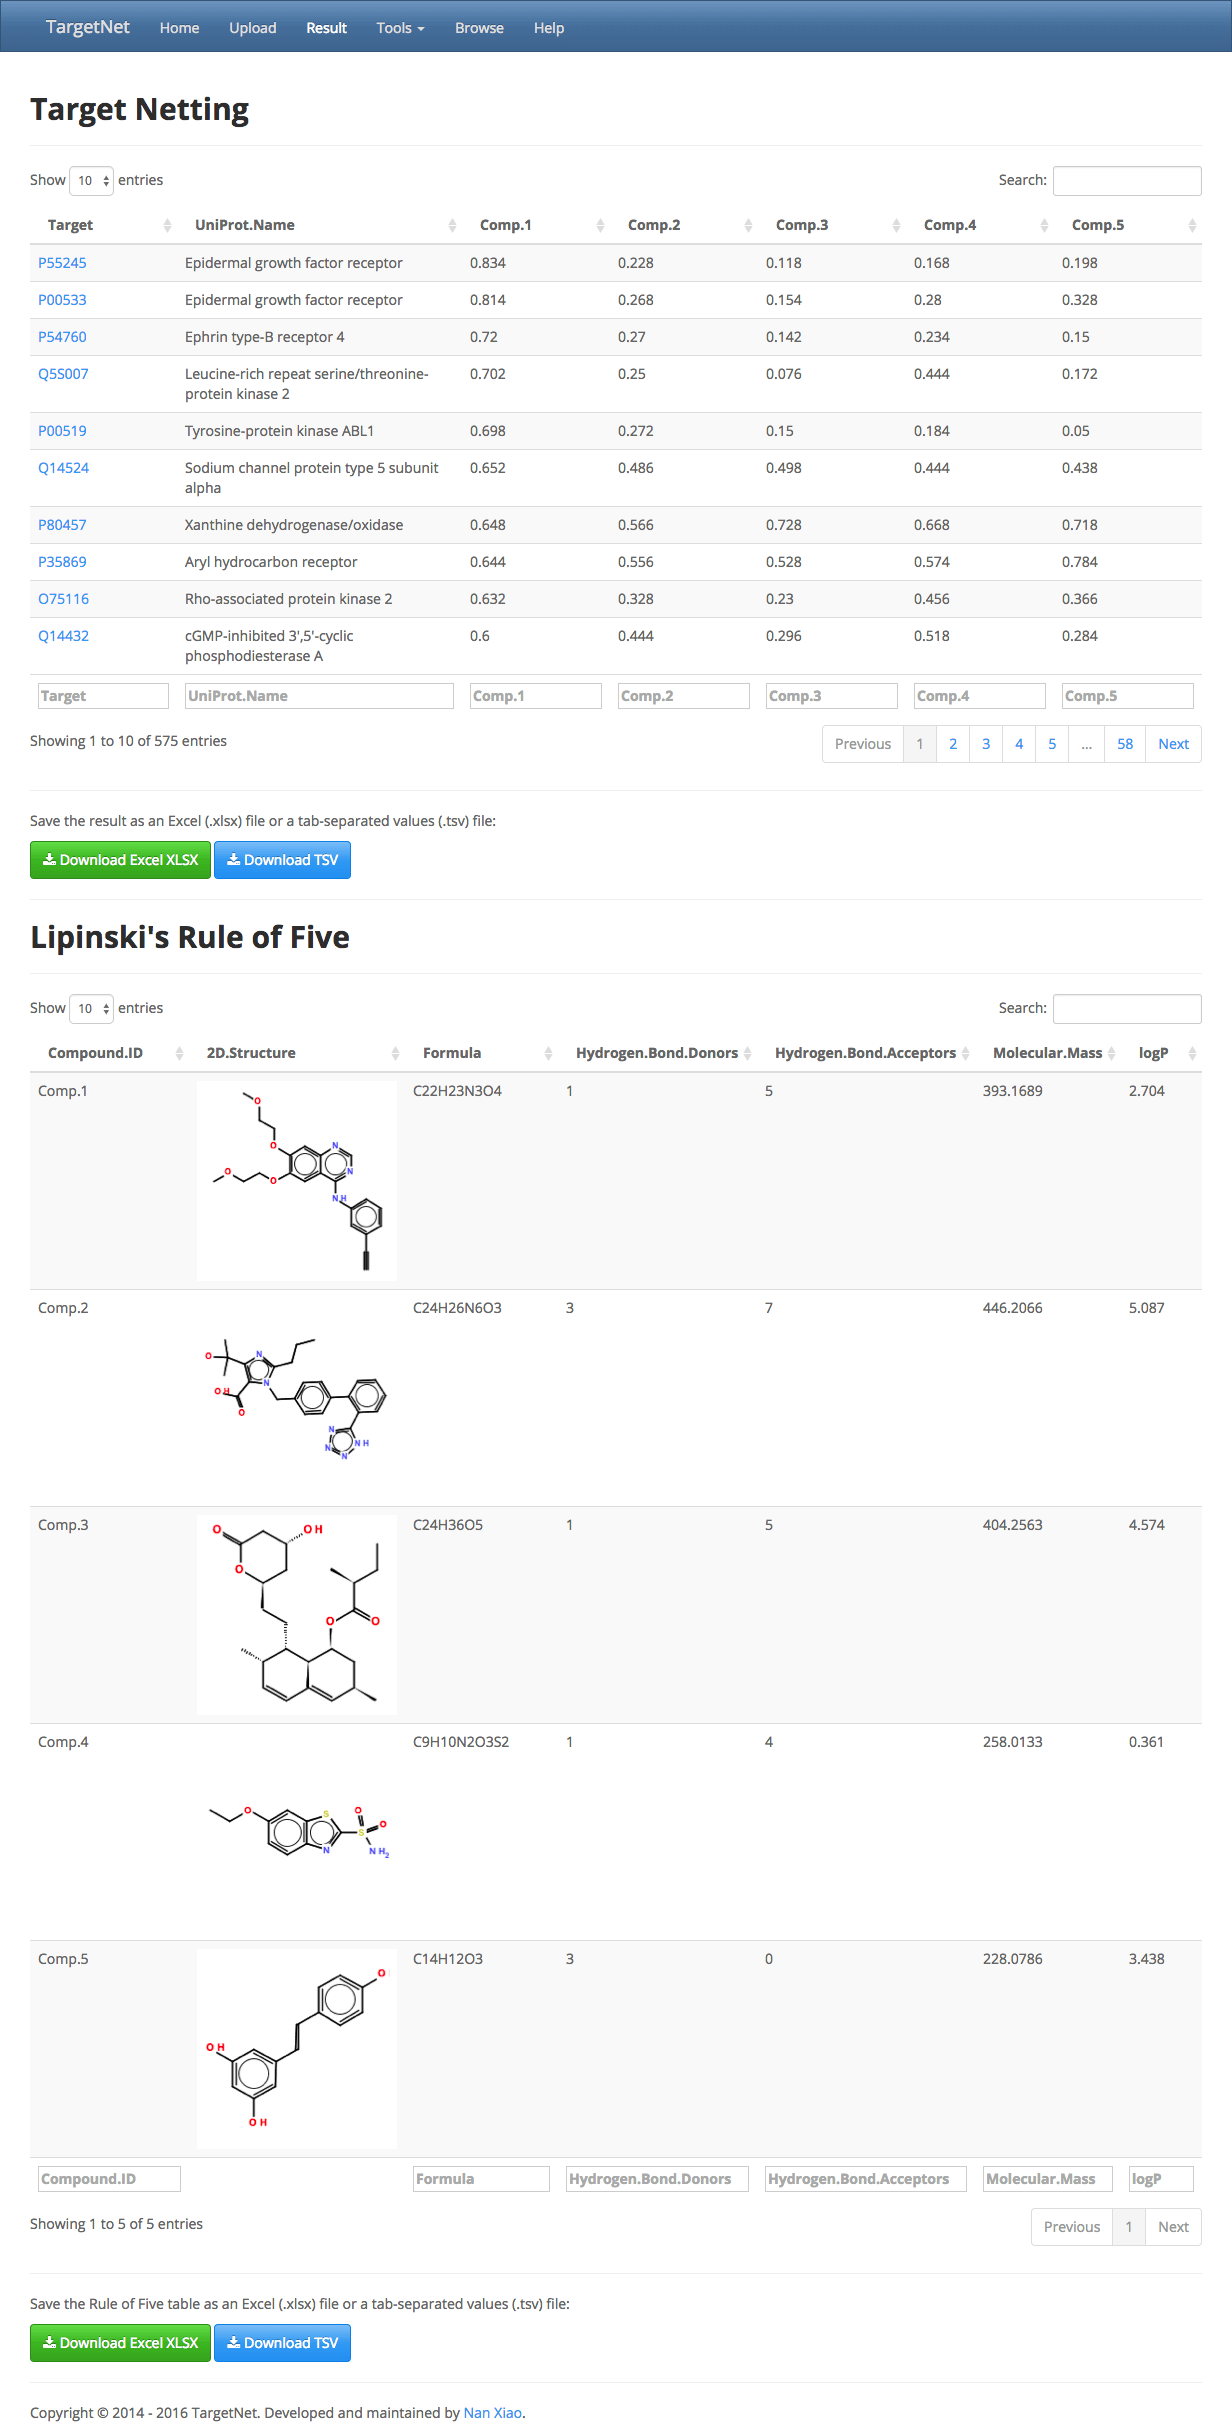 TargetNet Home Upload Result Tools Browse Help
Target Netting
Show 10 entries Search:
Target UniProt.Name Comp.1 Comp.2 Comp.3 Comp.4 Comp.5
P55245 Epidermal growth factor receptor 0.834 0.228 0.118 0.168 0.198
P00533 Epidermal growth factor receptor 0.814 0.268 0.154 0.28 0.328
P54760 Ephrin type-B receptor 4 0.72 0.27 0.142 0.234 0.15
Q5S007 Leucine-rich repeat serine/threonine- 0.702 0.25 0.076 0.444 0.172
protein kinase 2
P00519 Tyrosine-protein kinase ABL1 0.698 0.272 0.15 0.184 0.05
Q14524 Sodium channel protein type 5 subunit 0.652 0.486 0.498 0.444 0.438
alpha
P80457 Xanthine dehydrogenase/oxidase 0.648 0.566 0.728 0.668 0.718
P35869 Aryl hydrocarbon receptor 0.644 0.556 0.528 0.574 0.784
O75116 Rho-associated protein kinase 2 0.632 0.328 0.23 0.456 0.366
Q14432 cGMP-inhibited 3',5'-cyclic 0.6 0.444 0.296 0.518 0.284
phosphodiesterase A
Target UniProt.Name Comp.1 Comp.2 Comp.3 Comp.4 Comp.5
Showing 1 to 10 of 575 entries Previous 1 2 3 4 5 ... 58 Next
Save the result as an Excel (.xlsx) file or a tab-separated values (.tsv) file:
Download Excel XLSX Download TSV
Lipinski's Rule of Five
Show 10 entries Search:
Compound.ID 2D.Structure Formula Hydrogen.Bond.Donors Hydrogen.Bond.Acceptors Molecular.Mass logP
Comp.1 C22H23N3O4 1 5 393.1689 2.704
O
O N
O O N
NH
Comp.2 C24H26N6O3 3 7 446.2066 5.087
O N
N
OH
O
N
N NH
N
Comp.3 C24H36O5 1 5 404.2563 4.574
O OH
O
O O
Comp.4 C9H10N2O3S2 1 4 258.0133 0.361
O S O
S O
N NH2
Comp.5 C14H12O3 3 0 228.0786 3.438
O
OH
OH
Compound.ID Formula Hydrogen.Bond.Donors Hydrogen.Bond.Acceptors Molecular.Mass logP
Showing 1 to 5 of 5 entries Previous 1 Next
Save the Rule of Five table as an Excel (.xlsx) file or a tab-separated values (.tsv) file:
Download Excel XLSX Download TSV
Copyright © 2014 - 2016 TargetNet. Developed and maintained by Nan Xiao.